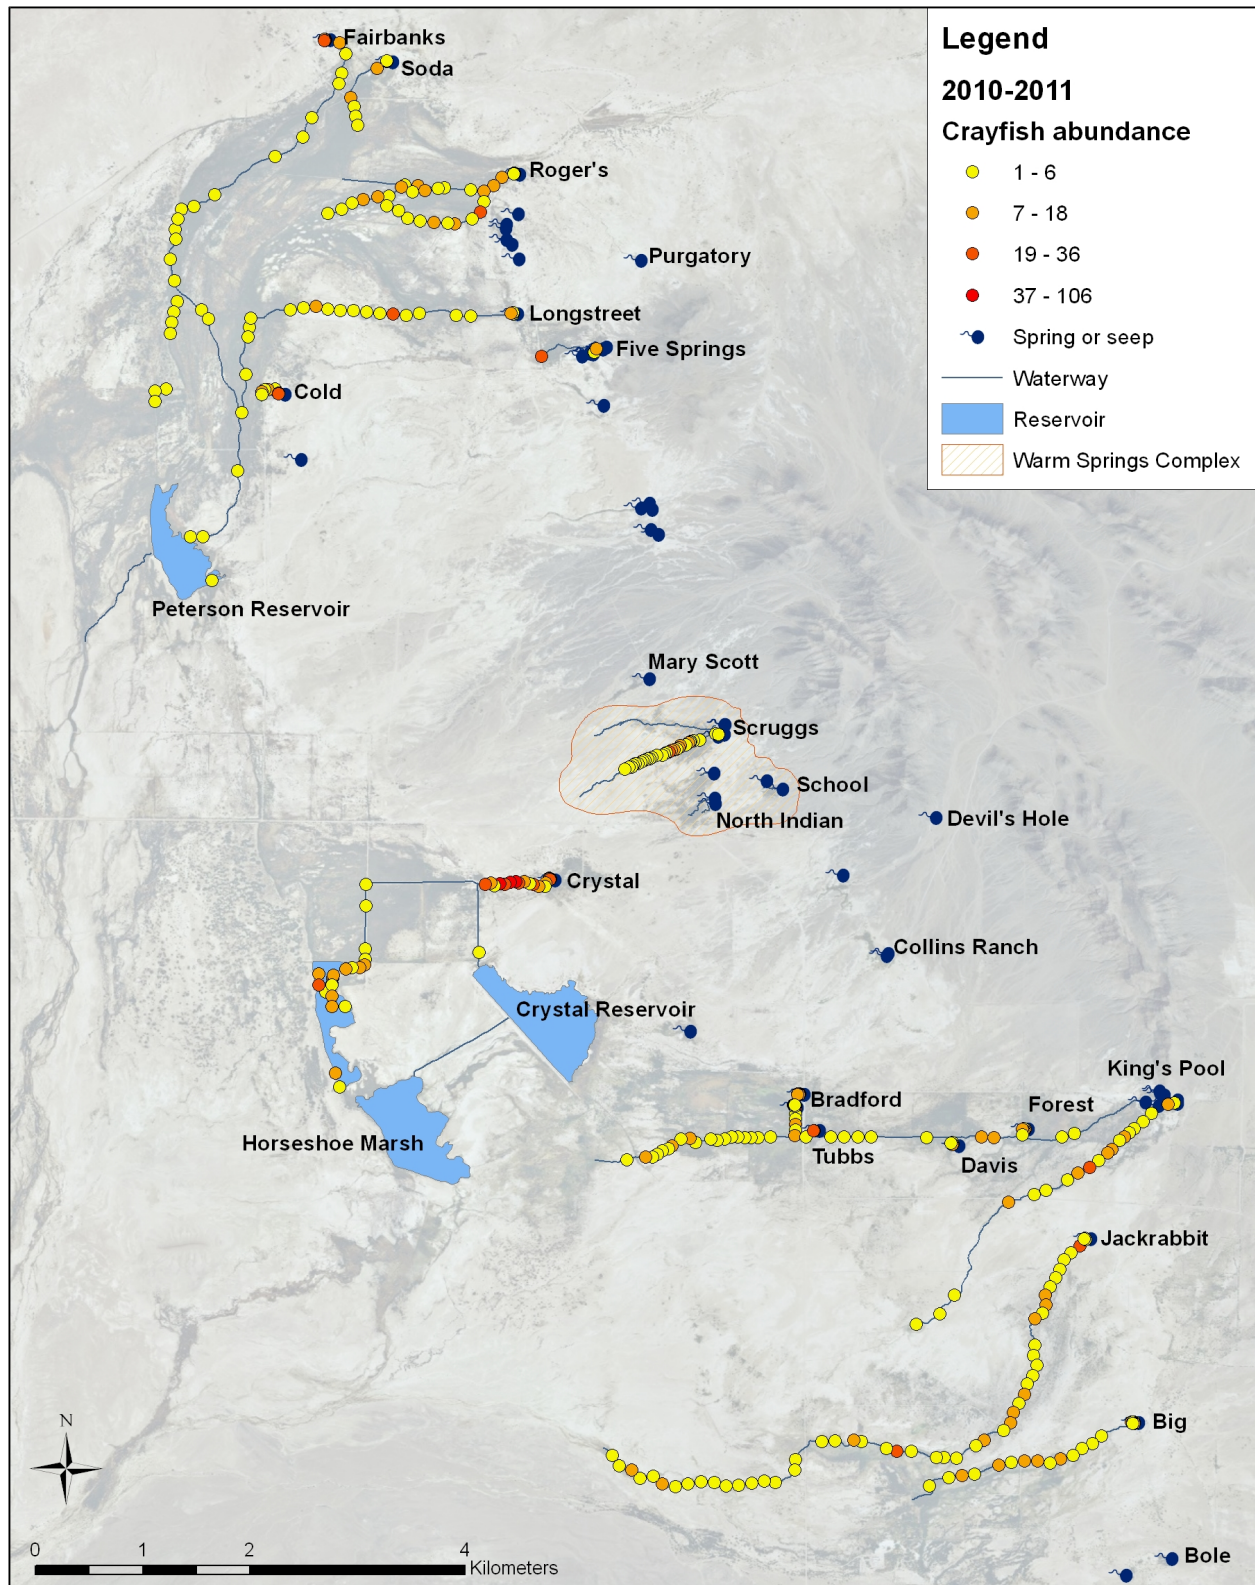 Legend
2010-2011
Crayfish abundance
1 - 6
7 - 18
19 - 36
37 - 106
Spring or seep
Waterway
Reservoir
Warm Springs Complex
Fairbanks
Soda
Roger's
Purgatory
Longstreet
Five Springs
Cold
Peterson Reservoir
Mary Scott
Scruggs
School
North Indian
Devil's Hole
Crystal
Collins Ranch
Crystal Reservoir
King's Pool
Bradford
Forest
Horseshoe Marsh
Tubbs
Davis
Jackrabbit
Big
N
0 1 2 4
Kilometers
Bole